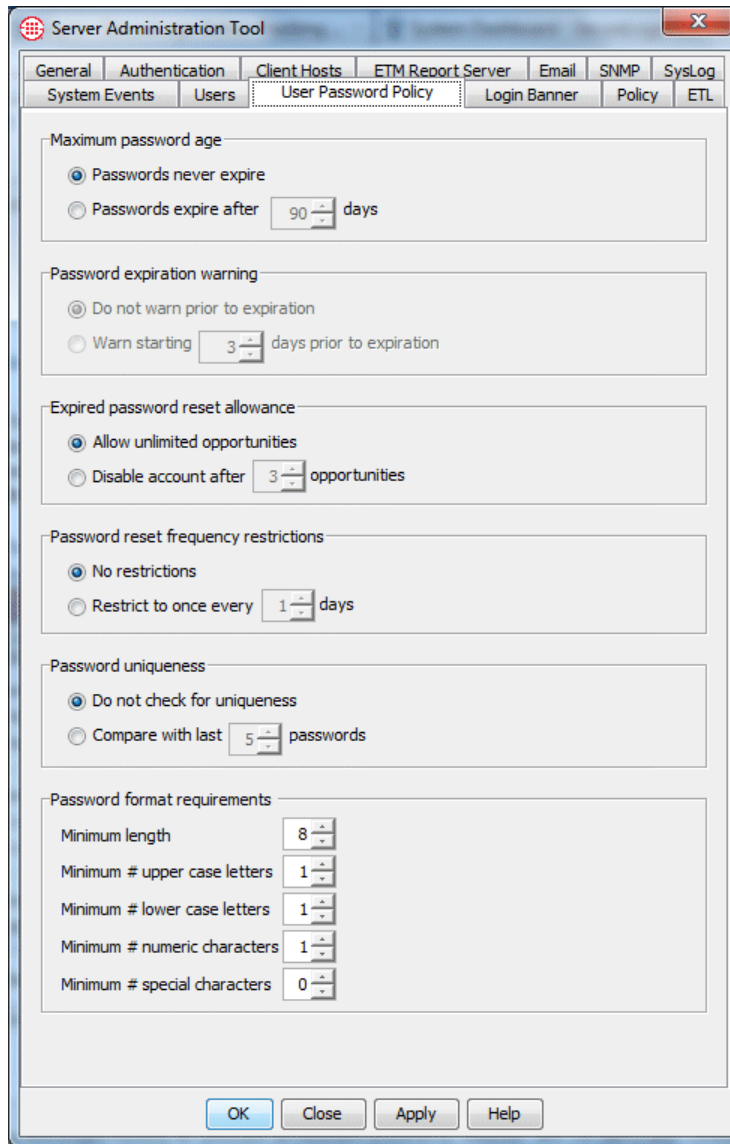 Server Administration Tool
General Authentication Client Hosts ETM Report Server Email SNMP SysLog
System Events Users User Password Policy Login Banner Policy ETL
Maximum password age
Passwords never expire
Passwords expire after 90 days
Password expiration warning
Do not warn prior to expiration
Warn starting 3 days prior to expiration
Expired password reset allowance
Allow unlimited opportunities
Disable account after 3 opportunities
Password reset frequency restrictions
No restrictions
Restrict to once every 1 days
Password uniqueness
Do not check for uniqueness
Compare with last 5 passwords
Password format requirements
Minimum length 8
Minimum # upper case letters 1
Minimum # lower case letters 1
Minimum # numeric characters 1
Minimum # special characters 0
OK Close Apply Help